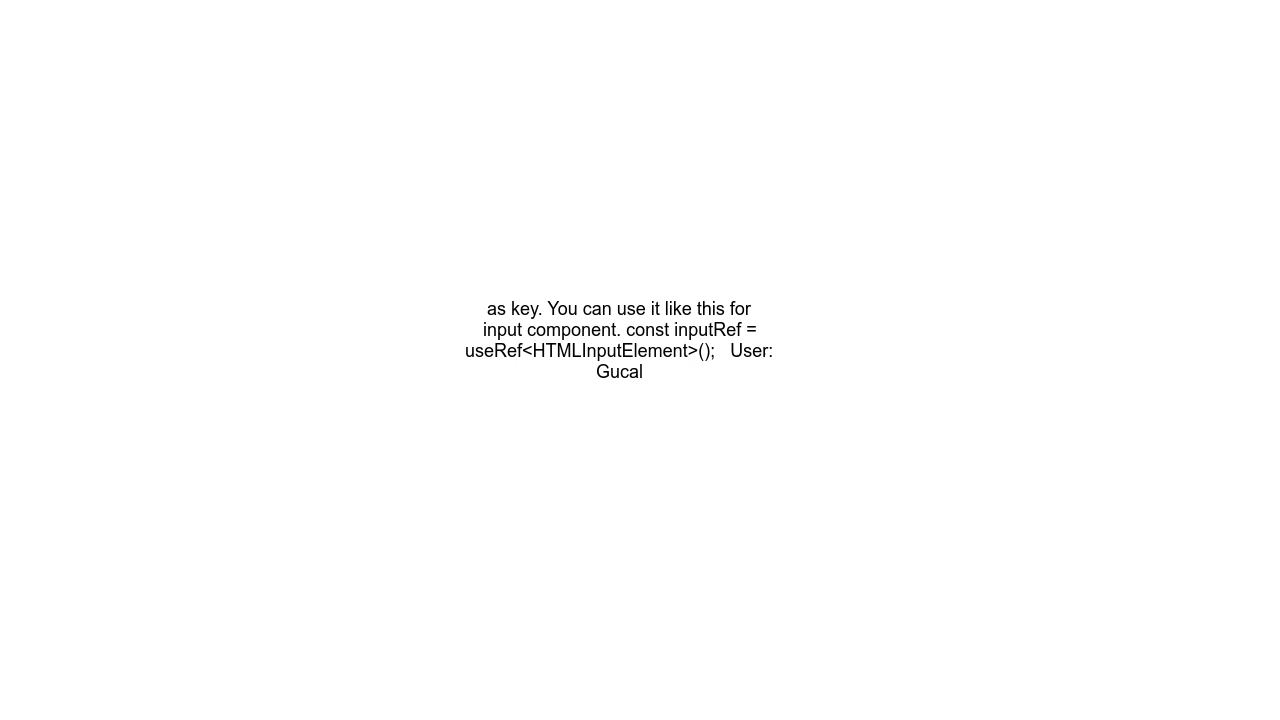 as key. You can use it like this for
input component. const inputRef =
useRef<HTMLInputElement>();   User:
Gucal